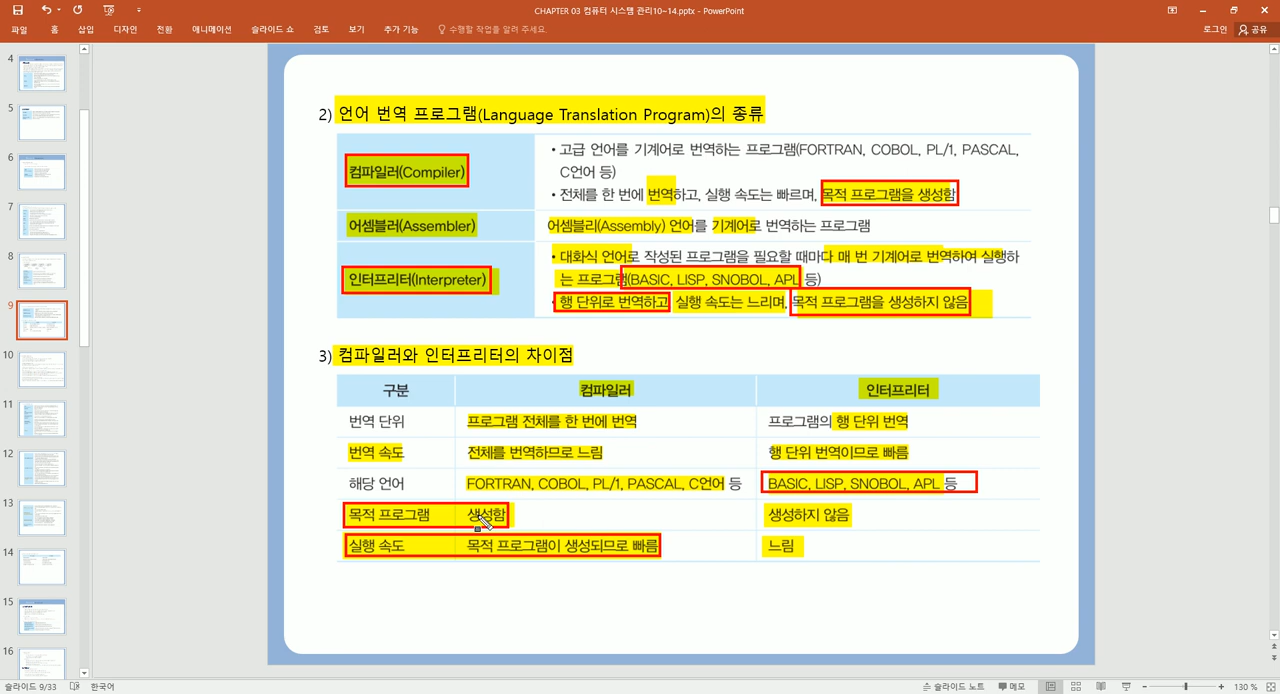 CHAPTER 03 컴퓨터 시스템 관리10~14.pptx - PowerPoint
파일 홈 삽입 디자인 전환 애니메이션 슬라이드 쇼 검토 보기 추가 기능 수행할 작업을 알려 주세요. 로그인 공유
4
5
6
7
8
9
10
11
12
13
14
15
16
2) 언어 번역 프로그램(Language Translation Program)의 종류
컴파일러(Compiler)
• 고급 언어를 기계어로 번역하는 프로그램(FORTRAN, COBOL, PL/1, PASCAL,
C언어 등)
• 전체를 한 번에 번역하고, 실행 속도는 빠르며, 목적 프로그램을 생성함
어셈블러(Assembler) 어셈블리(Assembly) 언어를 기계어로 번역하는 프로그램
인터프리터(Interpreter)
• 대화식 언어로 작성된 프로그램을 필요할 때마다 매 번 기계어로 번역하여 실행하
는 프로그램(BASIC, LISP, SNOBOL, APL 등)
• 행 단위로 번역하고 실행 속도는 느리며, 목적 프로그램을 생성하지 않음
3) 컴파일러와 인터프리터의 차이점
구분 컴파일러 인터프리터
번역 단위 프로그램 전체를 한 번에 번역 프로그램의 행 단위 번역
번역 속도 전체를 번역하므로 느림 행 단위 번역이므로 빠름
해당 언어 FORTRAN, COBOL, PL/1, PASCAL, C언어 등 BASIC, LISP, SNOBOL, APL 등
목적 프로그램 생성함 생성하지 않음
실행 속도 목적 프로그램이 생성되므로 빠름 느림
슬라이드 9/33 한국어 슬라이드 노트 메모 130 %